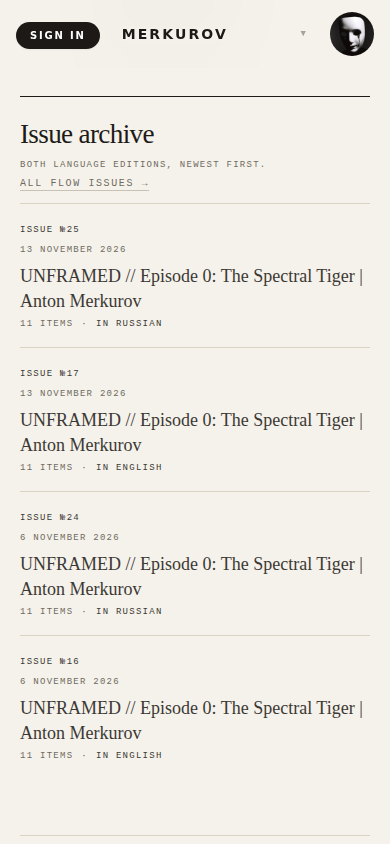 SIGN IN
MERKUROV
▼
Issue archive
BOTH LANGUAGE EDITIONS, NEWEST FIRST.
ALL FLOW ISSUES →
ISSUE №25
13 NOVEMBER 2026
UNFRAMED // Episode 0: The Spectral Tiger |
Anton Merkurov
11 ITEMS · IN RUSSIAN
ISSUE №17
13 NOVEMBER 2026
UNFRAMED // Episode 0: The Spectral Tiger |
Anton Merkurov
11 ITEMS · IN ENGLISH
ISSUE №24
6 NOVEMBER 2026
UNFRAMED // Episode 0: The Spectral Tiger |
Anton Merkurov
11 ITEMS · IN RUSSIAN
ISSUE №16
6 NOVEMBER 2026
UNFRAMED // Episode 0: The Spectral Tiger |
Anton Merkurov
11 ITEMS · IN ENGLISH